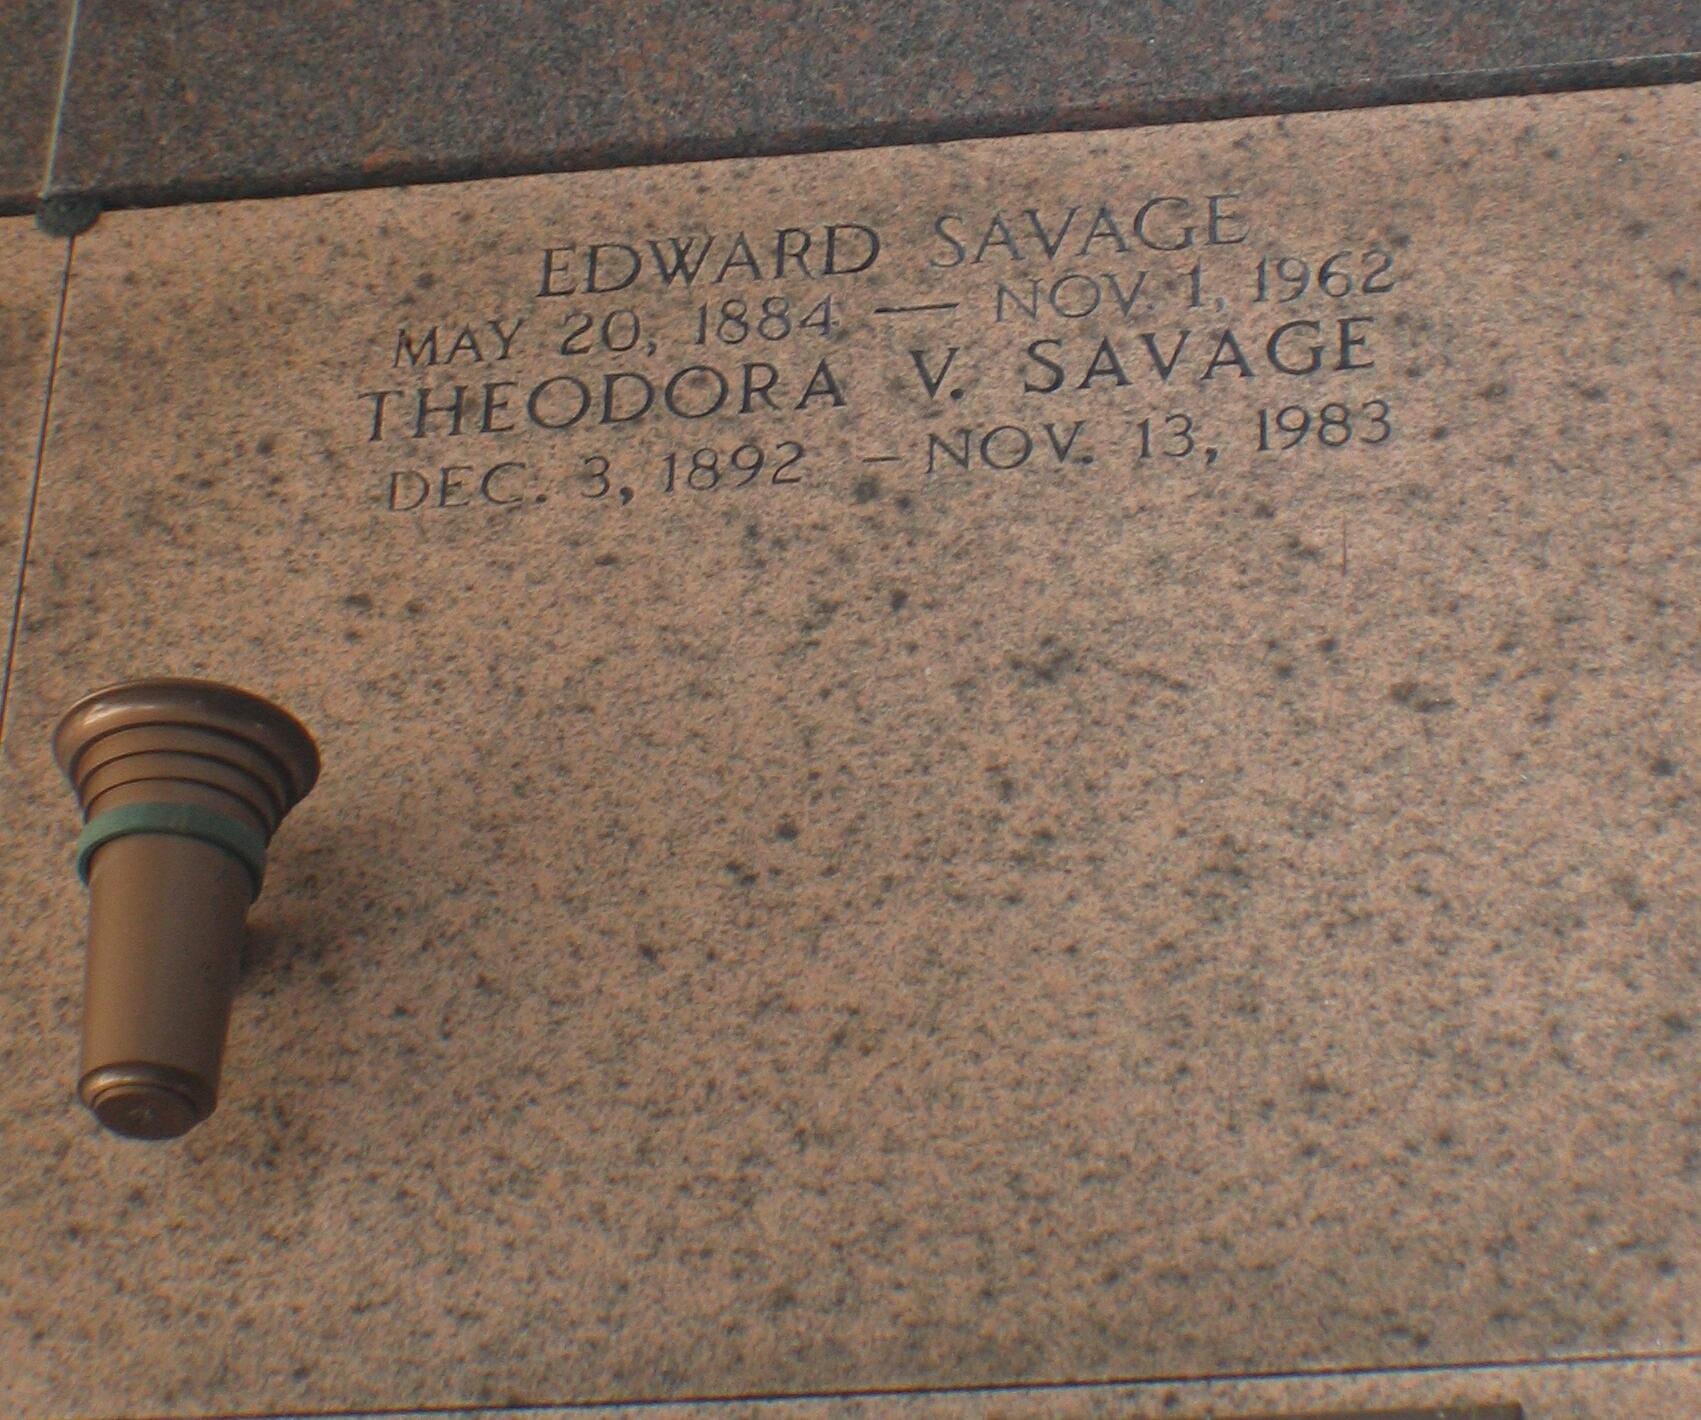 EDWARD SAVAGE
MAY 20, 1884 — NOV. 1, 1962
THEODORA V. SAVAGE
DEC. 3, 1892 – NOV. 13, 1983